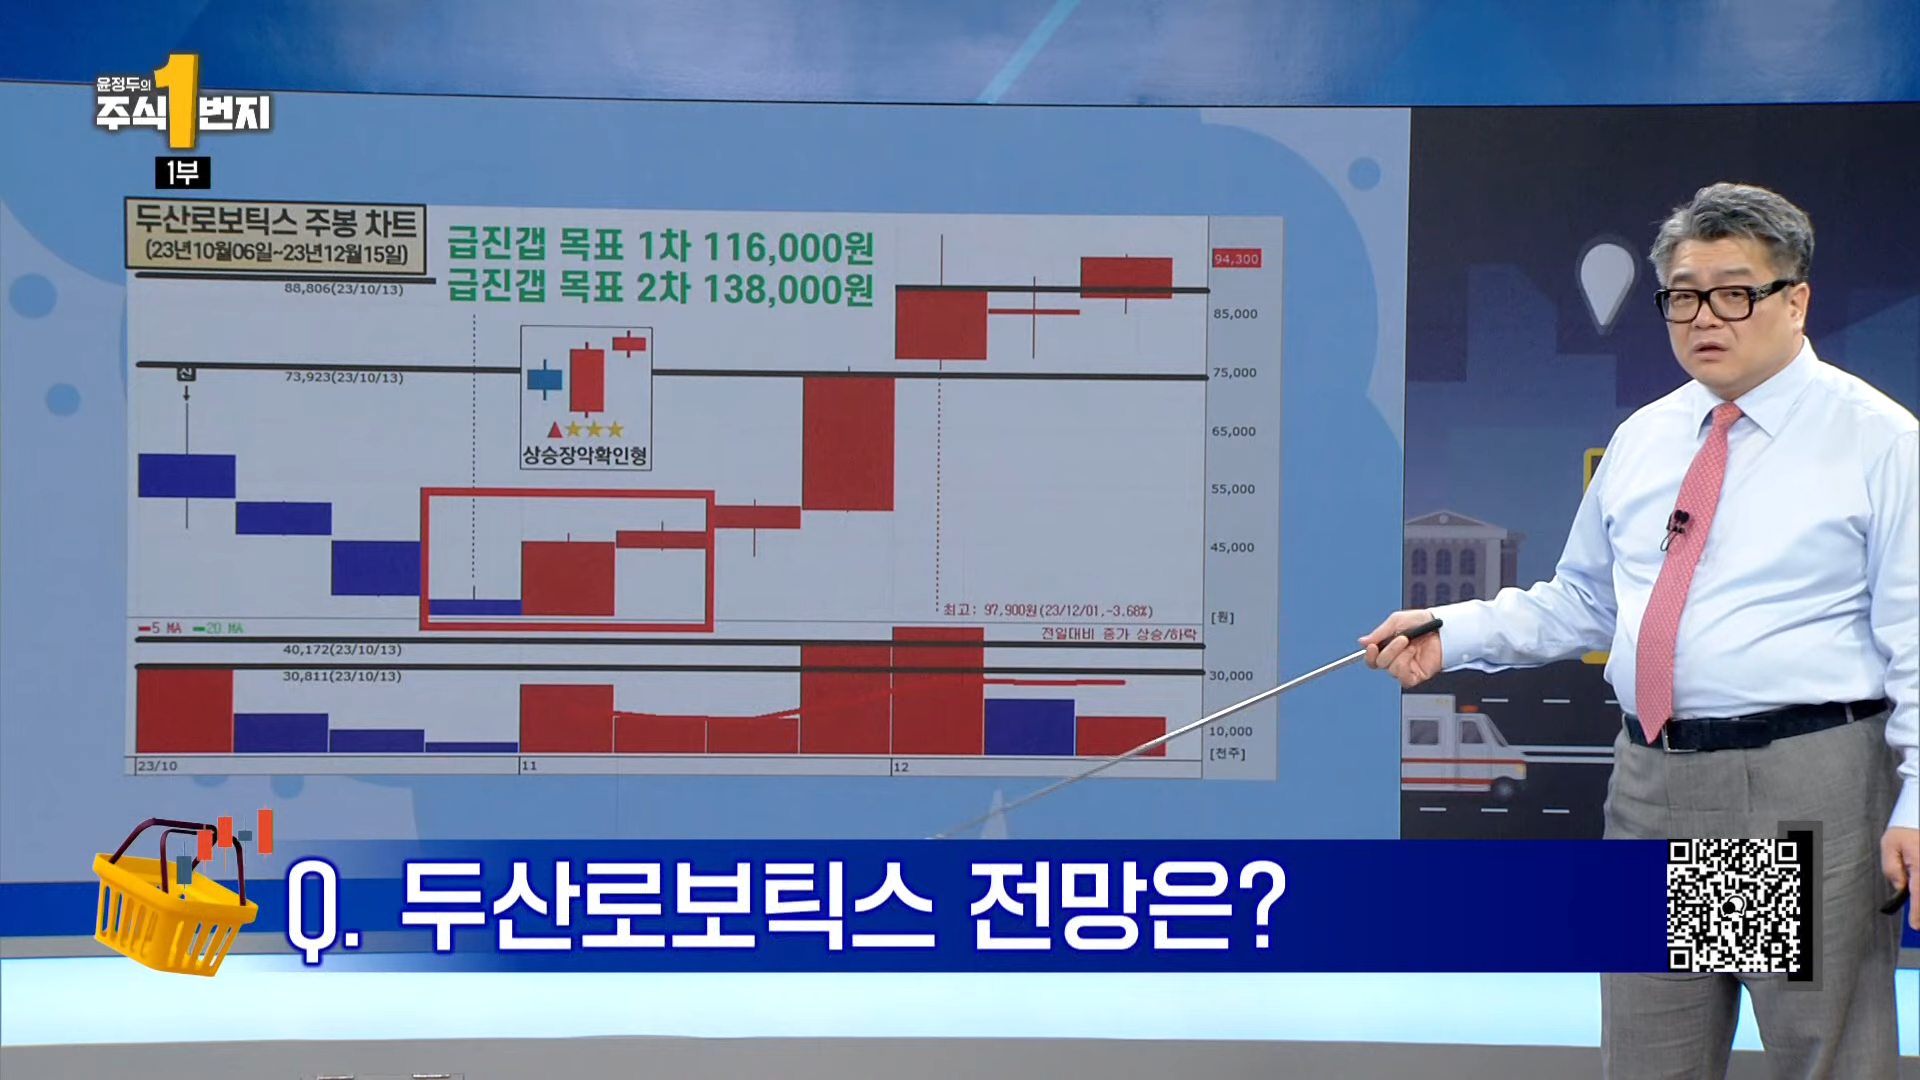 윤정두의
주식1번지
1부
두산로보틱스 주봉 차트
(23년10월06일~23년12월15일)
급진갭 목표 1차 116,000원
급진갭 목표 2차 138,000원
88,806(23/10/13)
73,923(23/10/13)
신
상승장악확인형
94,300
85,000
75,000
65,000
55,000
45,000
[원]
최고: 97,900원(23/12/01,-3.68%)
전일대비 종가 상승/하락
5 MA 20 MA
40,172(23/10/13)
30,811(23/10/13)
30,000
10,000
[천주]
23/10
11
12
Q. 두산로보틱스 전망은?